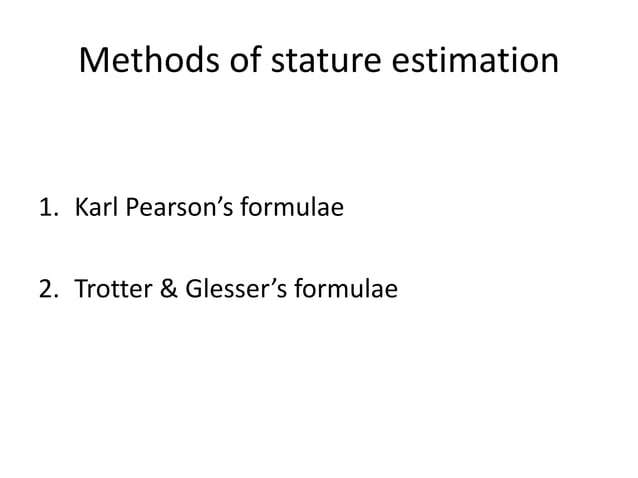 Methods of stature estimation
1. Karl Pearson’s formulae
2. Trotter & Glesser’s formulae